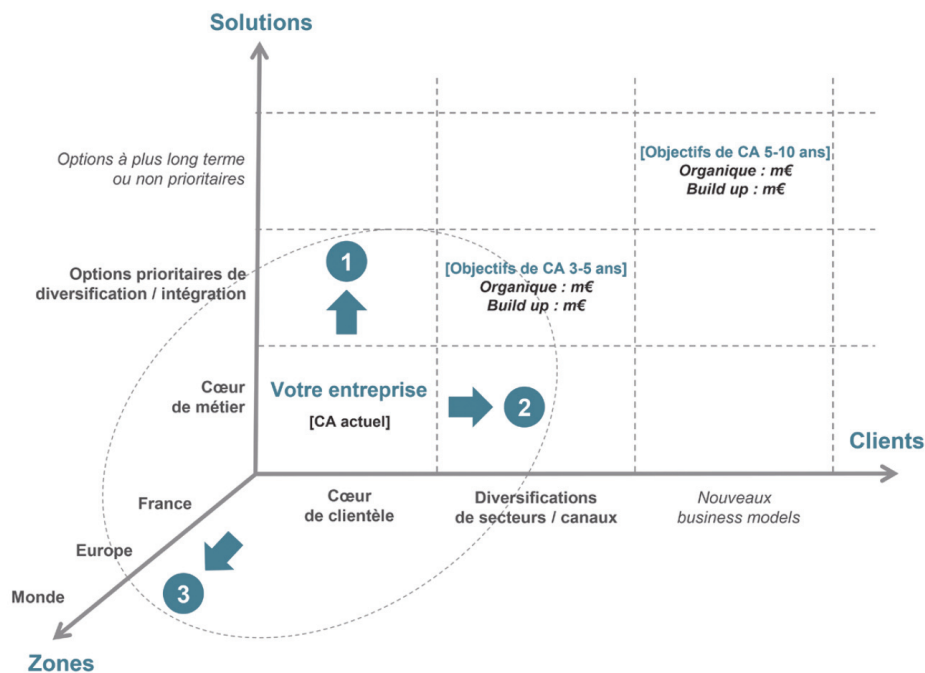 Solutions
Options à plus long terme
ou non prioritaires
[Objectifs de CA 5-10 ans]
Organique : m€
Build up : m€
Options prioritaires de
diversification / intégration
1
[Objectifs de CA 3-5 ans]
Organique : m€
Build up : m€
Cœur
de métier
Votre entreprise
[CA actuel]
2
Clients
France
Europe
Monde
3
Zones
Cœur
de clientèle
Diversifications
de secteurs / canaux
Nouveaux
business models